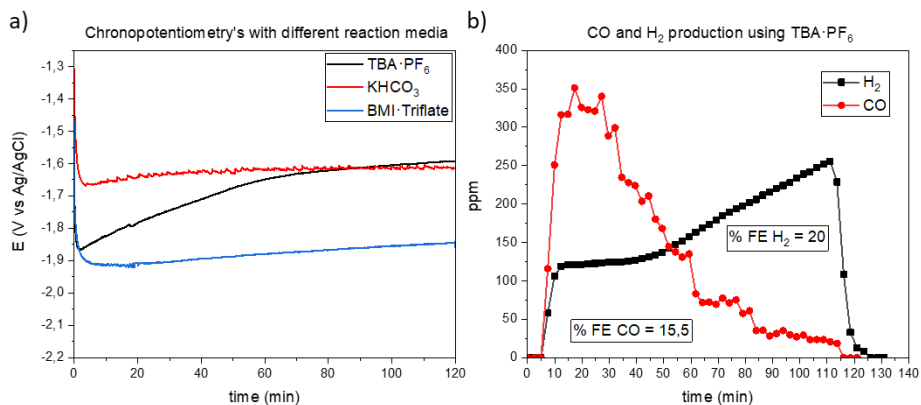 a)
Chronopotentiometry's with different reaction media
TBA·PF₆
KHCO₃
BMI·Triflate
E (V vs Ag/AgCl)
-1,3
-1,4
-1,5
-1,6
-1,7
-1,8
-1,9
-2,0
-2,1
-2,2
0 20 40 60 80 100 120
time (min)
b)
CO and H₂ production using TBA·PF₆
H₂
CO
ppm
400
350
300
250
200
150
100
50
0
% FE H₂ = 20
% FE CO = 15,5
0 10 20 30 40 50 60 70 80 90 100 110 120 130 140
time (min)